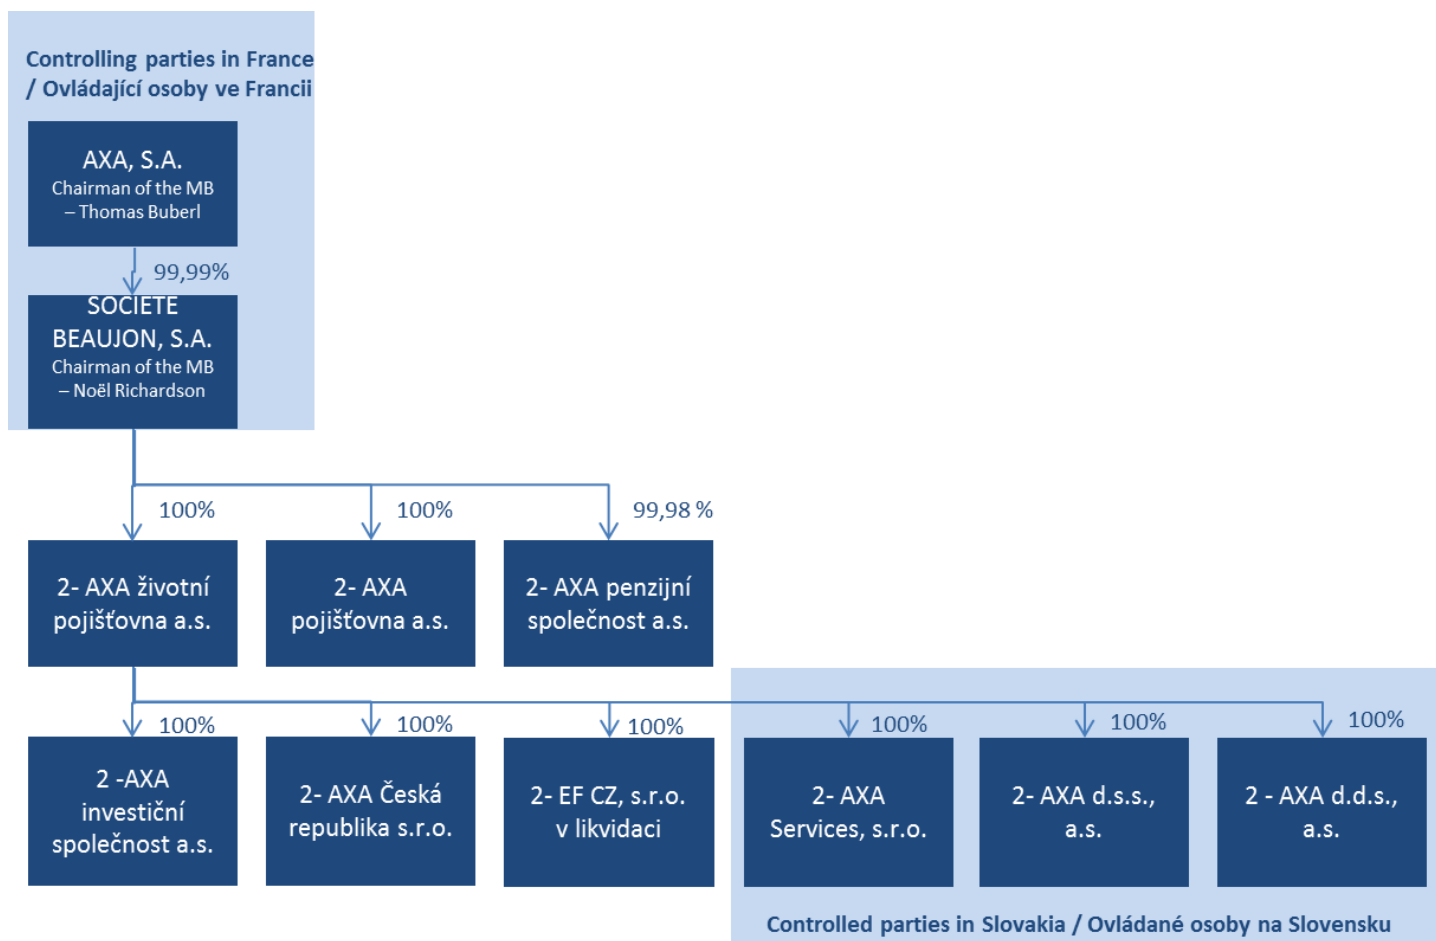 Controlling parties in France
/ Ovládající osoby ve Francii
AXA, S.A.
Chairman of the MB
– Thomas Buberl
99,99%
SOCIETE
BEAUJON, S.A.
Chairman of the MB
– Noël Richardson
100%
100%
99,98 %
2- AXA životní
pojišťovna a.s.
2- AXA
pojišťovna a.s.
2- AXA penzijní
společnost a.s.
100%
100%
100%
100%
100%
100%
2 -AXA
investiční
společnost a.s.
2- AXA Česká
republika s.r.o.
2- EF CZ, s.r.o.
v likvidaci
2- AXA
Services, s.r.o.
2- AXA d.s.s.,
a.s.
2 - AXA d.d.s.,
a.s.
Controlled parties in Slovakia / Ovládané osoby na Slovensku